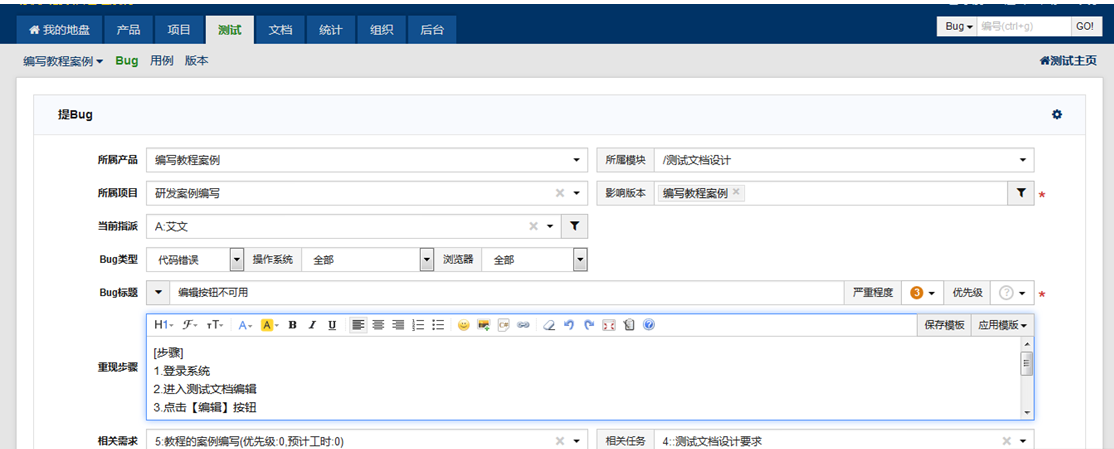 我的地盘 产品 项目 测试 文档 统计 组织 后台 Bug 编号(ctrl+g) GO!
编写教程案例 Bug 用例 版本 测试主页
提Bug
所属产品 编写教程案例 所属模块 /测试文档设计
所属项目 研发案例编写 影响版本 编写教程案例 *
当前指派 A:艾文
Bug类型 代码错误 操作系统 全部 浏览器 全部
Bug标题 编辑按钮不可用 严重程度 3 优先级 ? *
H1 F TT A A B I U 保存模板 应用模版
重现步骤
[步骤]
1.登录系统
2.进入测试文档编辑
3.点击【编辑】按钮
相关需求 5:教程的案例编写(优先级:0,预计工时:0) 相关任务 4::测试文档设计要求